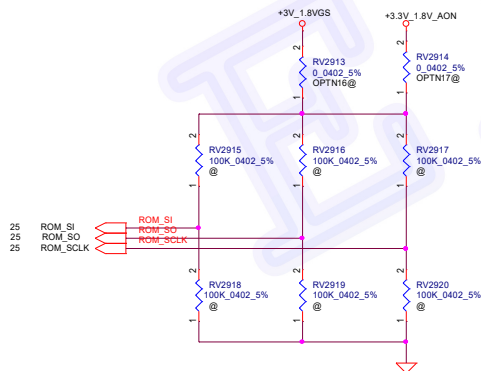 +3V_1.8VGS
+3.3V_1.8V_AON
2
RV2913
0_0402_5%
OPTN16@
1
2
RV2914
0_0402_5%
OPTN17@
1
2
RV2915
100K_0402_5%
@
1
2
RV2916
100K_0402_5%
@
1
2
RV2917
100K_0402_5%
@
1
25 ROM_SI ROM_SI
25 ROM_SO ROM_SO
25 ROM_SCLK ROM_SCLK
2
RV2918
100K_0402_5%
@
1
2
RV2919
100K_0402_5%
@
1
2
RV2920
100K_0402_5%
@
1